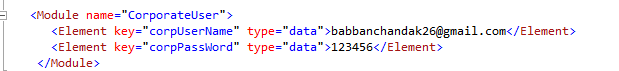 <Module name="CorporateUser">
<Element key="corpUserName" type="data">babbanchandak26@gmail.com</Element>
<Element key="corpPassWord" type="data">123456</Element>
</Module>